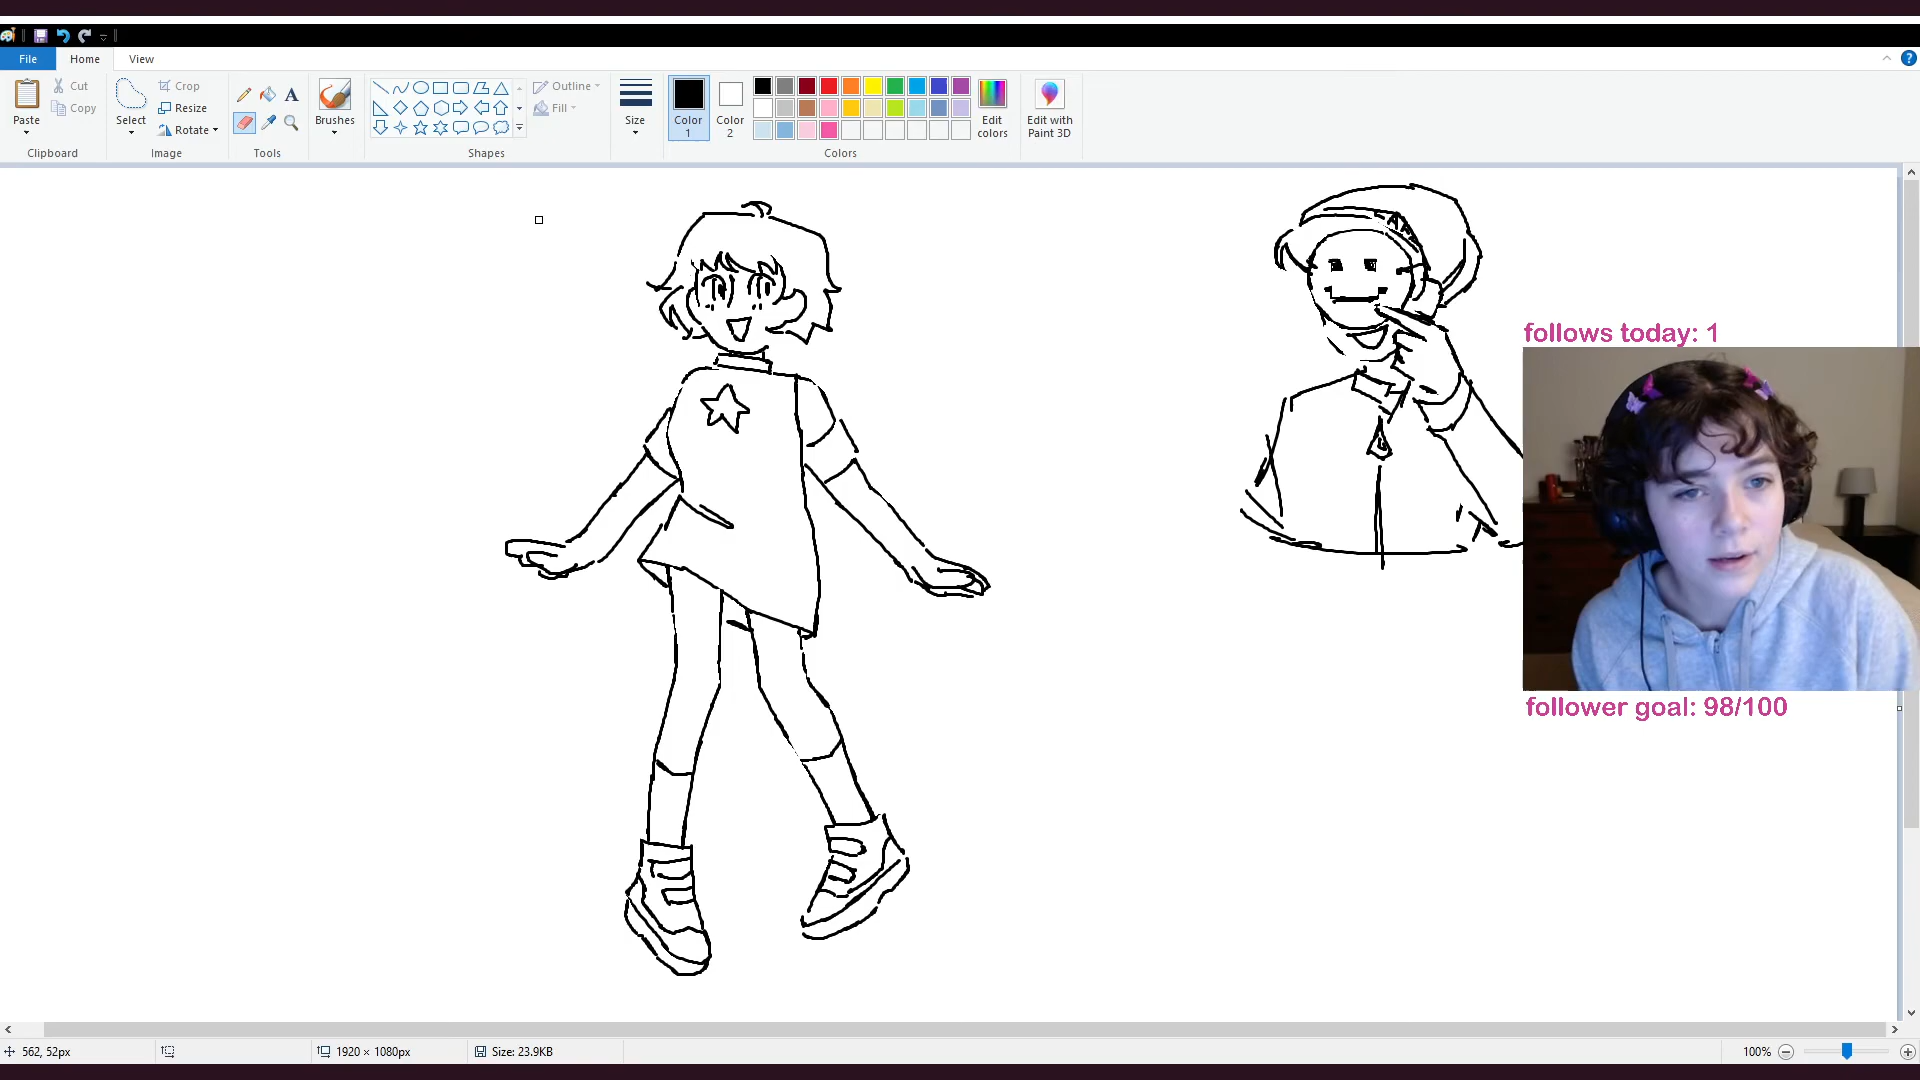 File Home View
Paste
Cut
Copy
Clipboard
Select
Crop
Resize
Rotate
Image
A
Tools
Brushes
Outline
Fill
Shapes
Size
Color
1
Color
2
Edit
colors
Colors
Edit with
Paint 3D
?
follows today: 1
follower goal: 98/100
562, 52px
1920 × 1080px
Size: 23.9KB
100%